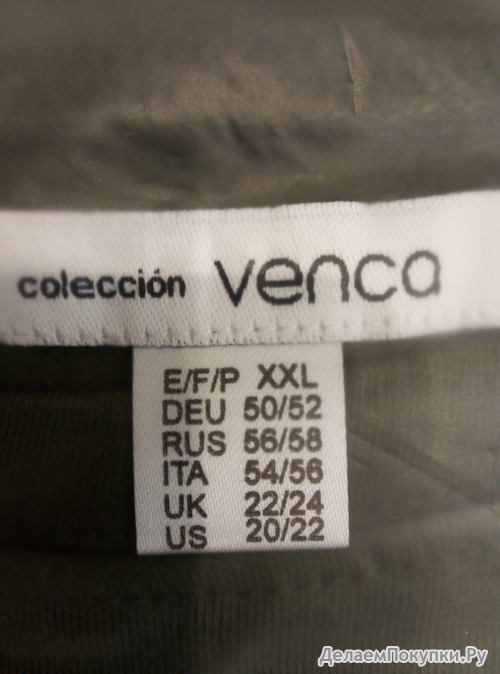 colección venca
E/F/P XXL
DEU 50/52
RUS 56/58
ITA 54/56
UK 22/24
US 20/22
ДелаемПокупки.Ру